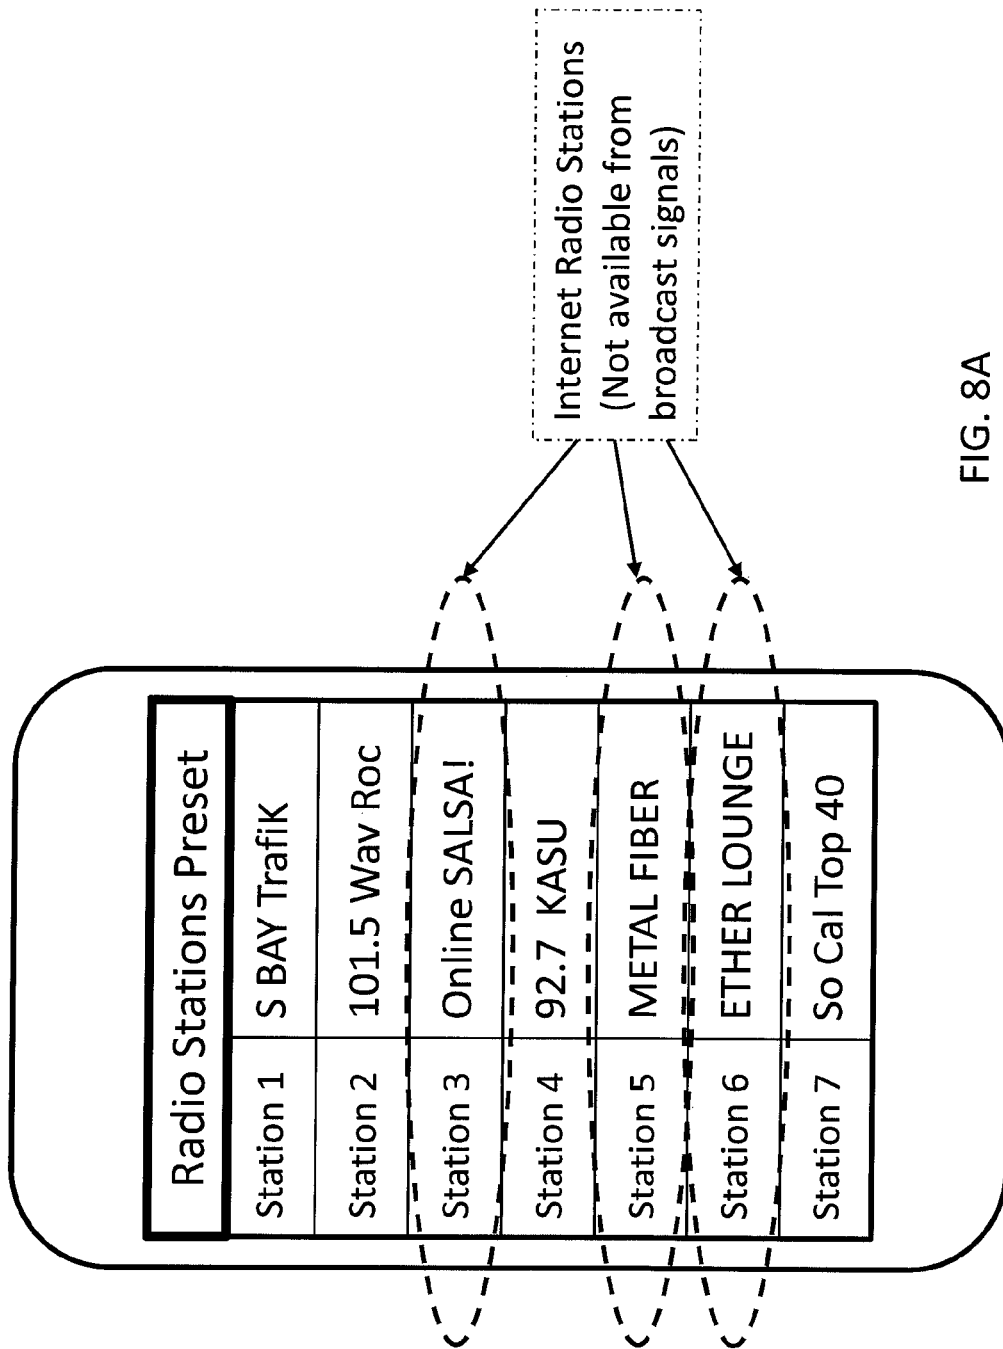 Radio Stations Preset
Station 1 S BAY TrafiK
Station 2 101.5 Wav Roc
Station 3 Online SALSA!
Station 4 92.7 KASU
Station 5 METAL FIBER
Station 6 ETHER LOUNGE
Station 7 So Cal Top 40
Internet Radio Stations
(Not available from
broadcast signals)
FIG. 8A